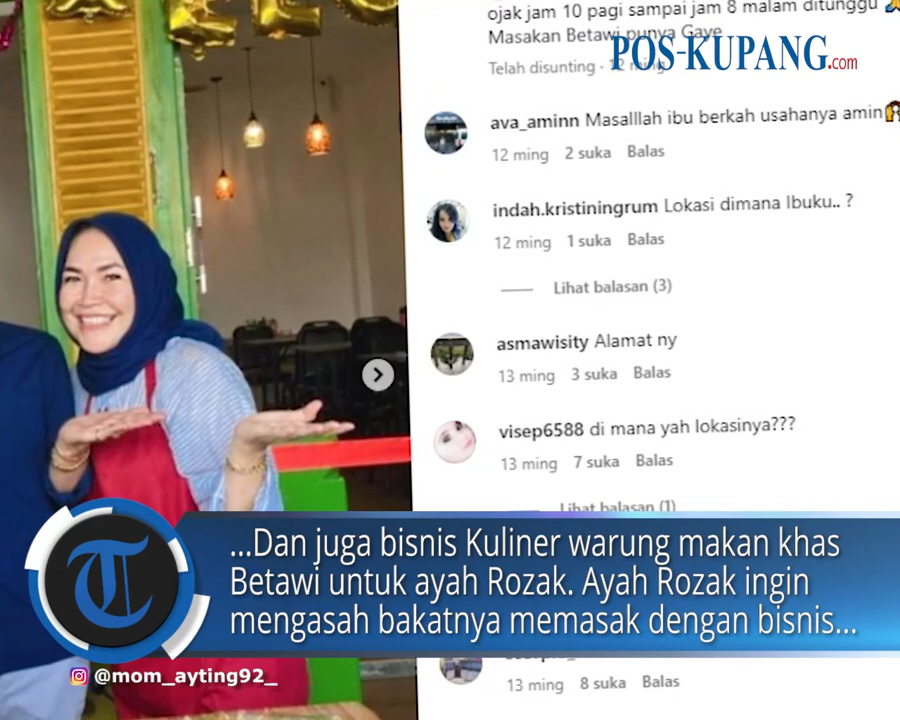 ojak jam 10 pagi sampai jam 8 malam ditunggu
Masakan Betawi punya Gaye
POS-KUPANG.com
Telah disunting · 12 ming
ava_aminn Masalllah ibu berkah usahanya amin
12 ming 2 suka Balas
indah.kristiningrum Lokasi dimana Ibuku.. ?
12 ming 1 suka Balas
Lihat balasan (3)
asmawisity Alamat ny
13 ming 3 suka Balas
visep6588 di mana yah lokasinya???
13 ming 7 suka Balas
Lihat balasan (1)
...Dan juga bisnis Kuliner warung makan khas
Betawi untuk ayah Rozak. Ayah Rozak ingin
mengasah bakatnya memasak dengan bisnis...
@mom_ayting92_
13 ming 8 suka Balas